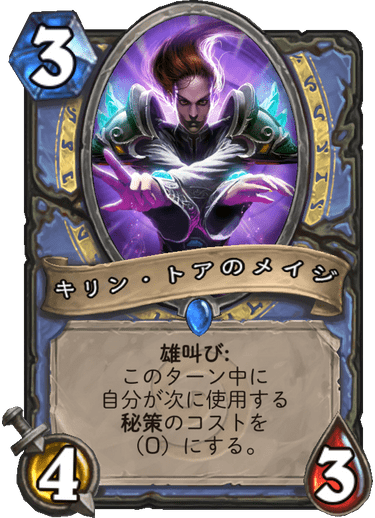 3
キリン・トアのメイジ
雄叫び:
このターン中に
自分が次に使用する
秘策のコストを
（0）にする。
4
3